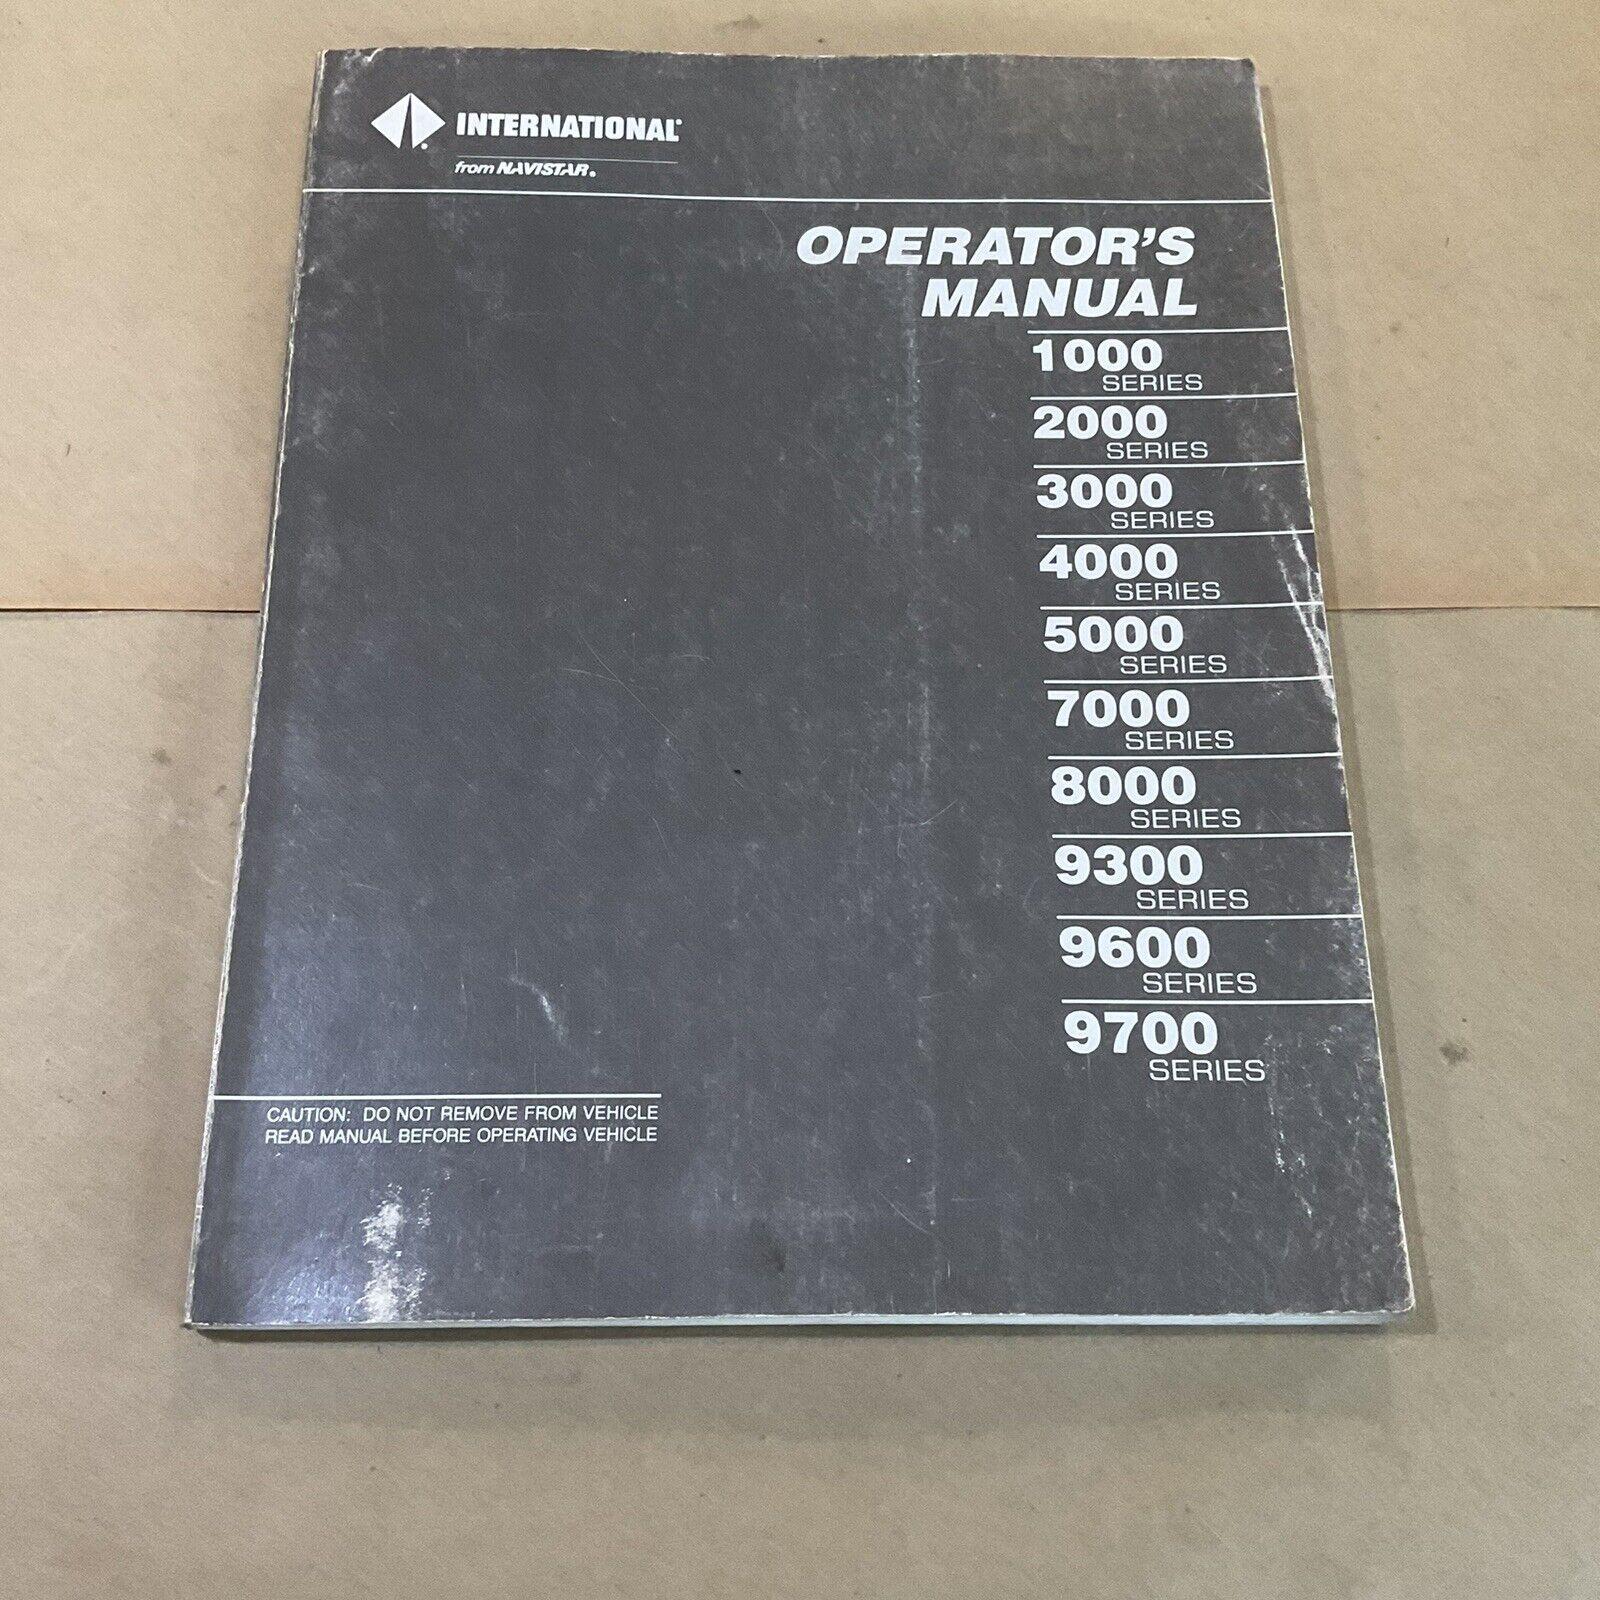 INTERNATIONAL®
from NAVISTAR®
OPERATOR'S
MANUAL
1000
SERIES
2000
SERIES
3000
SERIES
4000
SERIES
5000
SERIES
7000
SERIES
8000
SERIES
9300
SERIES
9600
SERIES
9700
SERIES
CAUTION: DO NOT REMOVE FROM VEHICLE
READ MANUAL BEFORE OPERATING VEHICLE